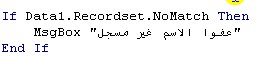 If Data1.Recordset.NoMatch Then
MsgBox "عفوا الاسم غير مسجل"
End If